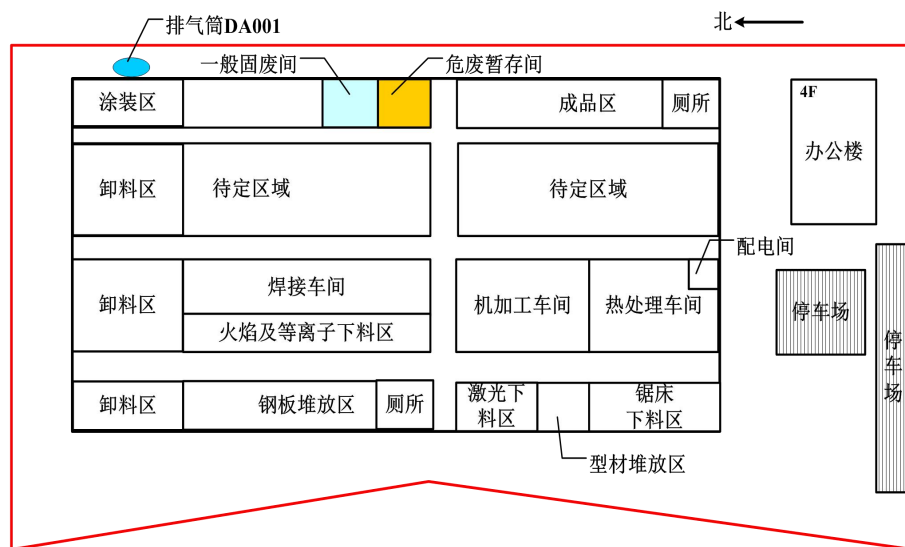 排气筒DA001
北
一般固废间
危废暂存间
涂装区
成品区
厕所
4F
办公楼
卸料区
待定区域
待定区域
配电间
卸料区
焊接车间
火焰及等离子下料区
机加工车间
热处理车间
停车场
停车场
卸料区
钢板堆放区
厕所
激光下
料区
锯床
下料区
型材堆放区